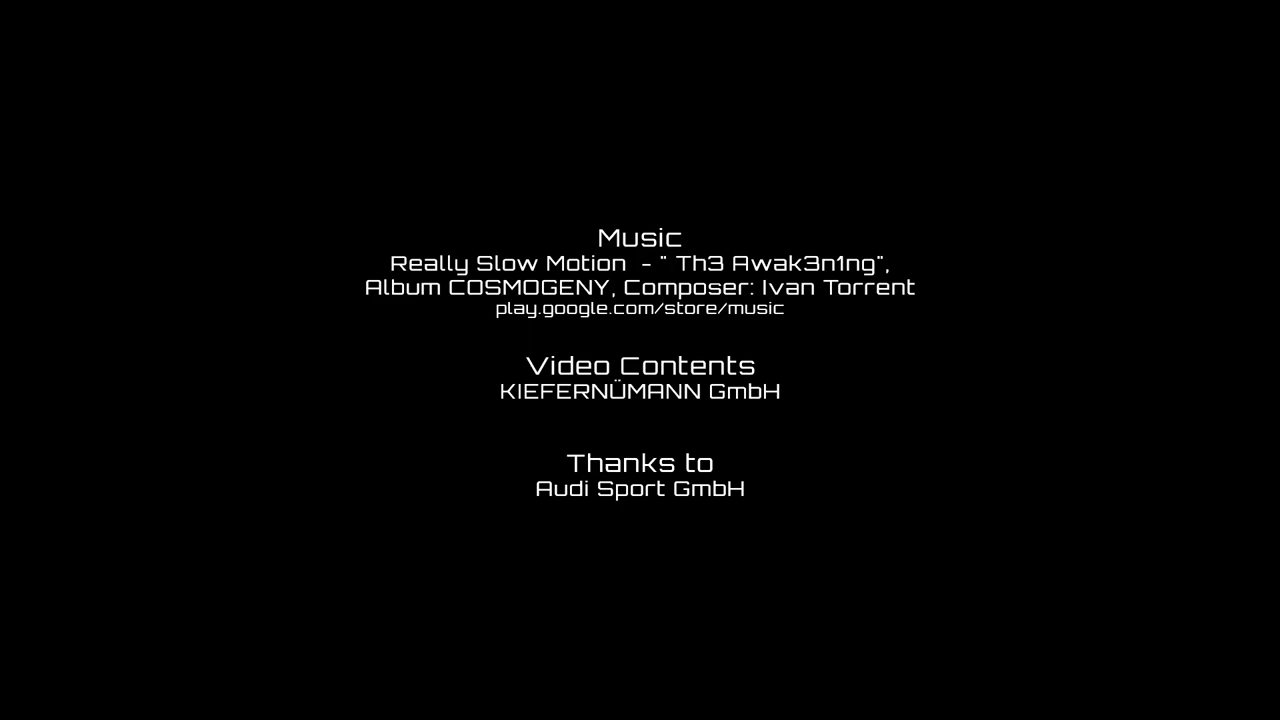 Music
Really Slow Motion  - " Th3 Awak3n1ng",
Album COSMOGENY, Composer: Ivan Torrent
play.google.com/store/music
Video Contents
KIEFERNÜMANN GmbH
Thanks to
Audi Sport GmbH